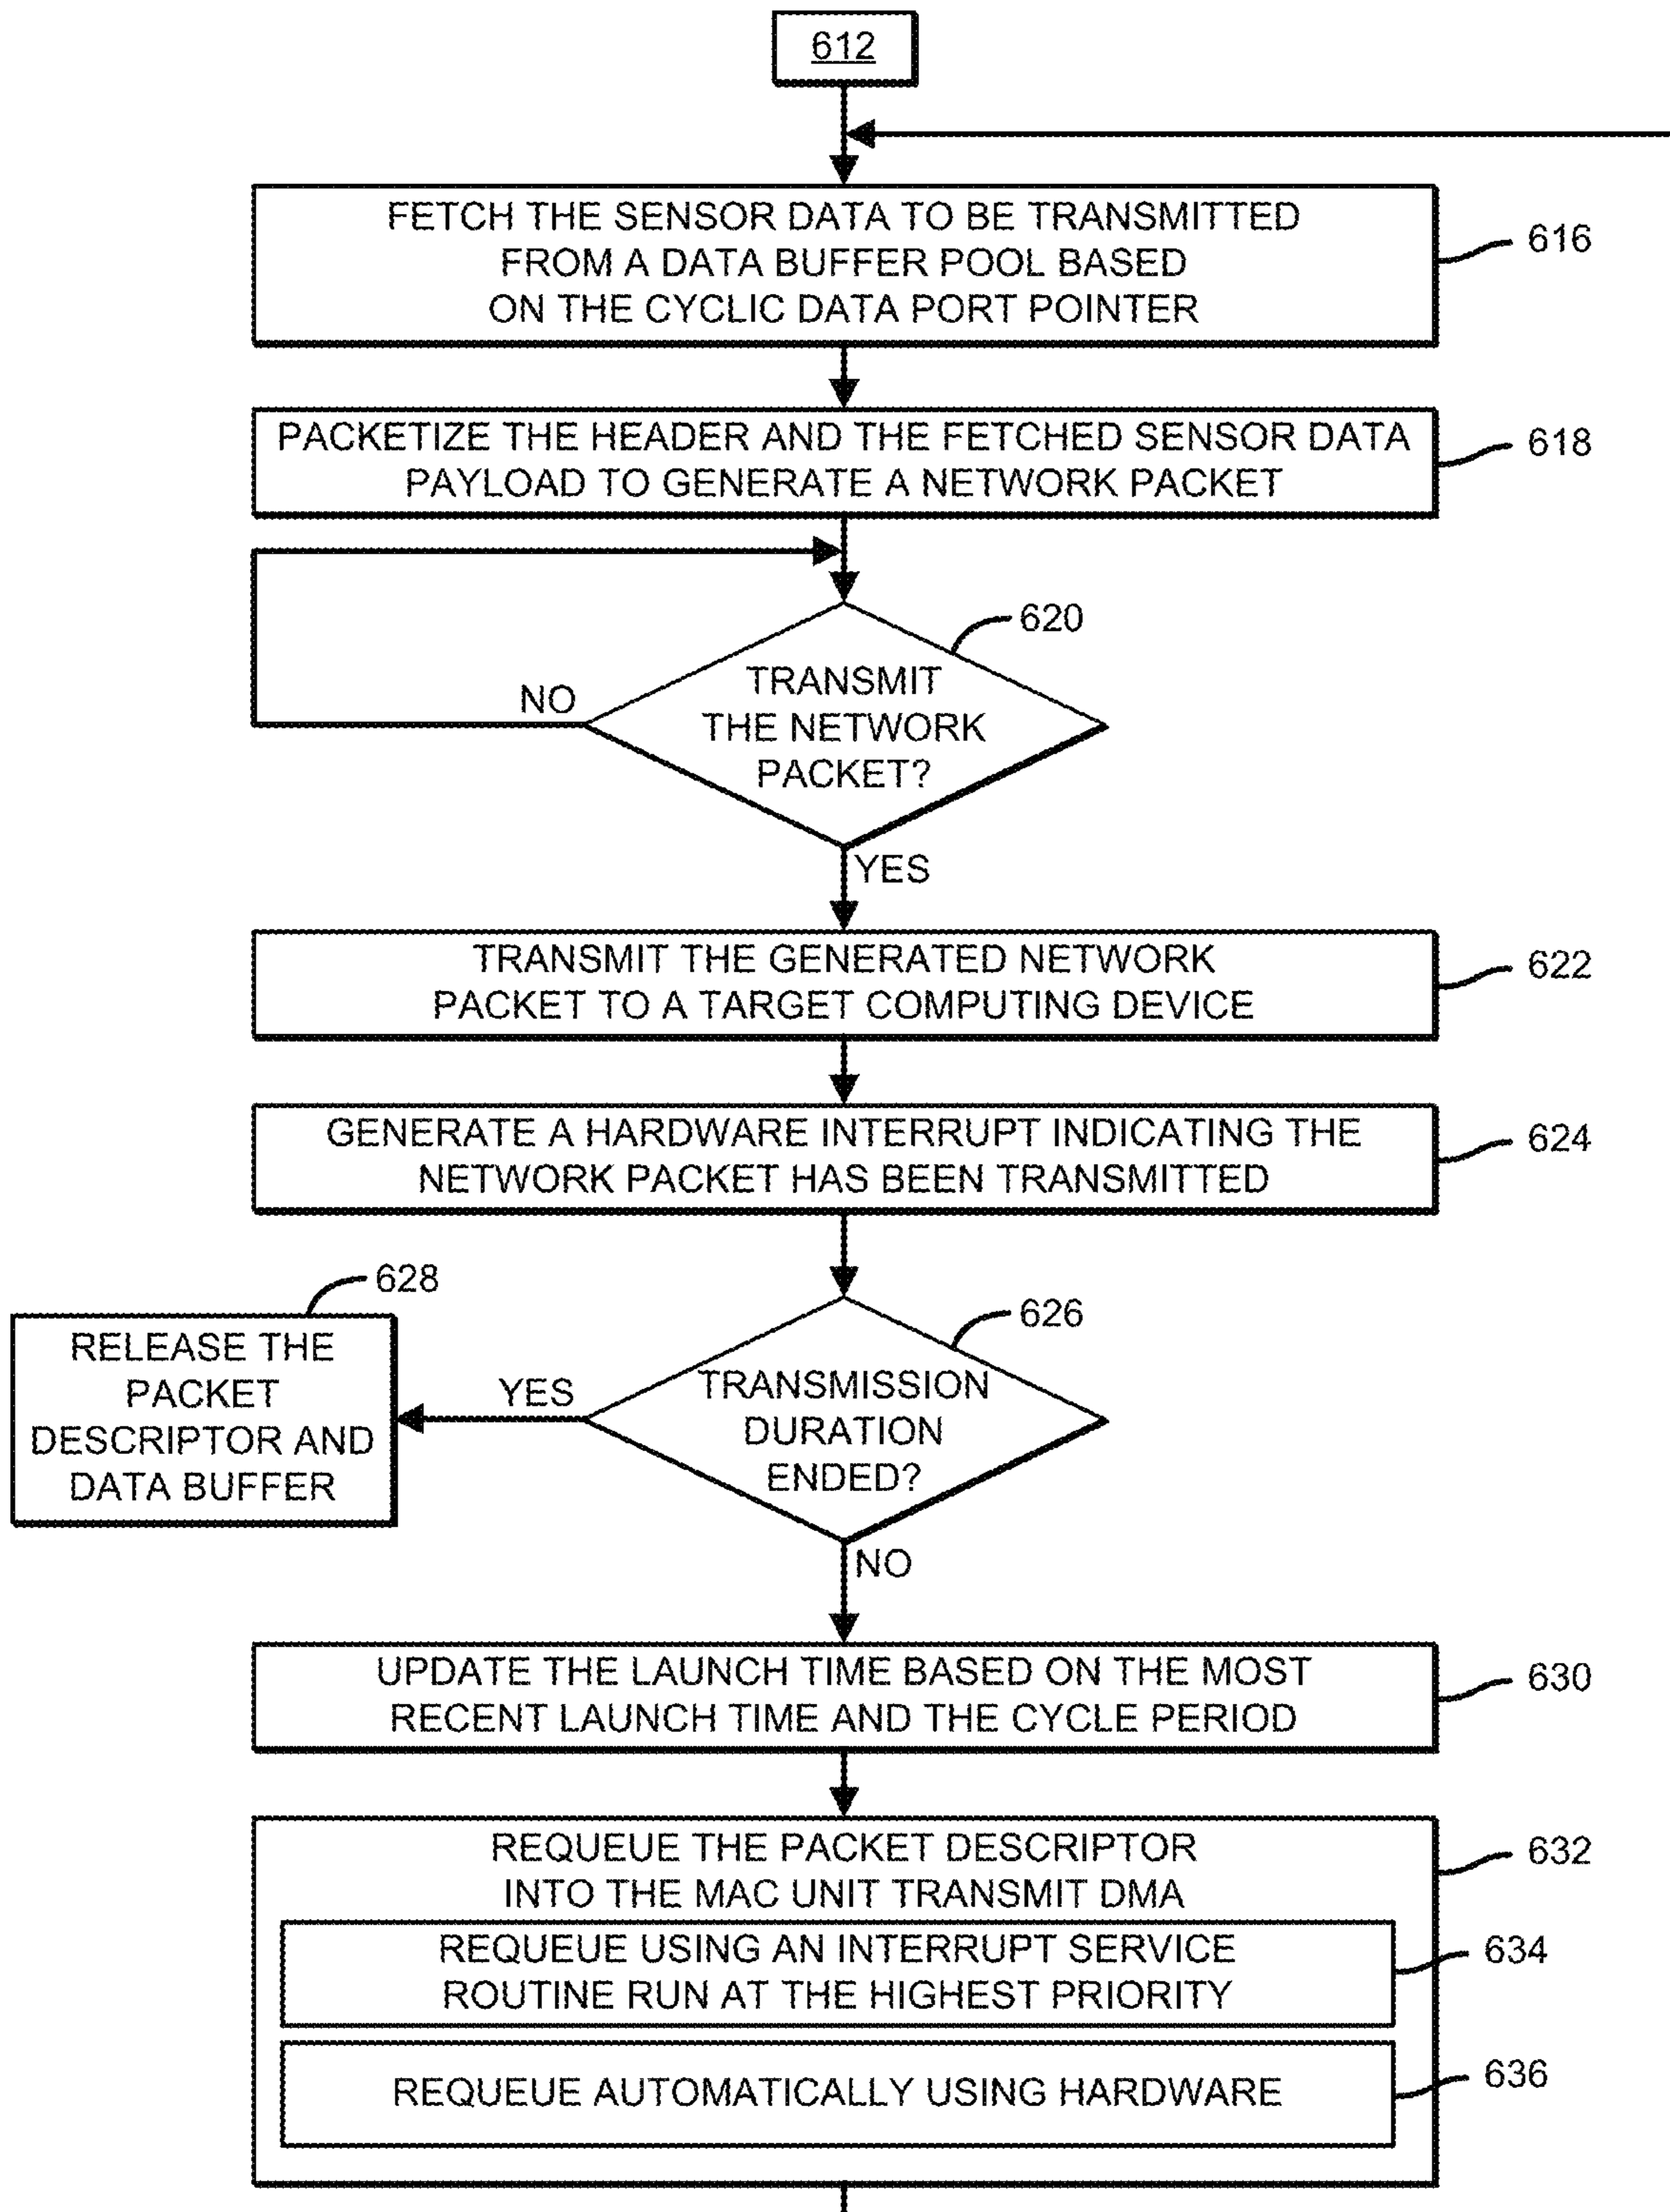 612
FETCH THE SENSOR DATA TO BE TRANSMITTED
FROM A DATA BUFFER POOL BASED
ON THE CYCLIC DATA PORT POINTER
616
PACKETIZE THE HEADER AND THE FETCHED SENSOR DATA
PAYLOAD TO GENERATE A NETWORK PACKET
618
620
TRANSMIT
THE NETWORK
PACKET?
NO
YES
TRANSMIT THE GENERATED NETWORK
PACKET TO A TARGET COMPUTING DEVICE
622
GENERATE A HARDWARE INTERRUPT INDICATING THE
NETWORK PACKET HAS BEEN TRANSMITTED
624
628
RELEASE THE
PACKET
DESCRIPTOR AND
DATA BUFFER
YES
626
TRANSMISSION
DURATION
ENDED?
NO
UPDATE THE LAUNCH TIME BASED ON THE MOST
RECENT LAUNCH TIME AND THE CYCLE PERIOD
630
REQUEUE THE PACKET DESCRIPTOR
INTO THE MAC UNIT TRANSMIT DMA
632
REQUEUE USING AN INTERRUPT SERVICE
ROUTINE RUN AT THE HIGHEST PRIORITY
634
REQUEUE AUTOMATICALLY USING HARDWARE
636